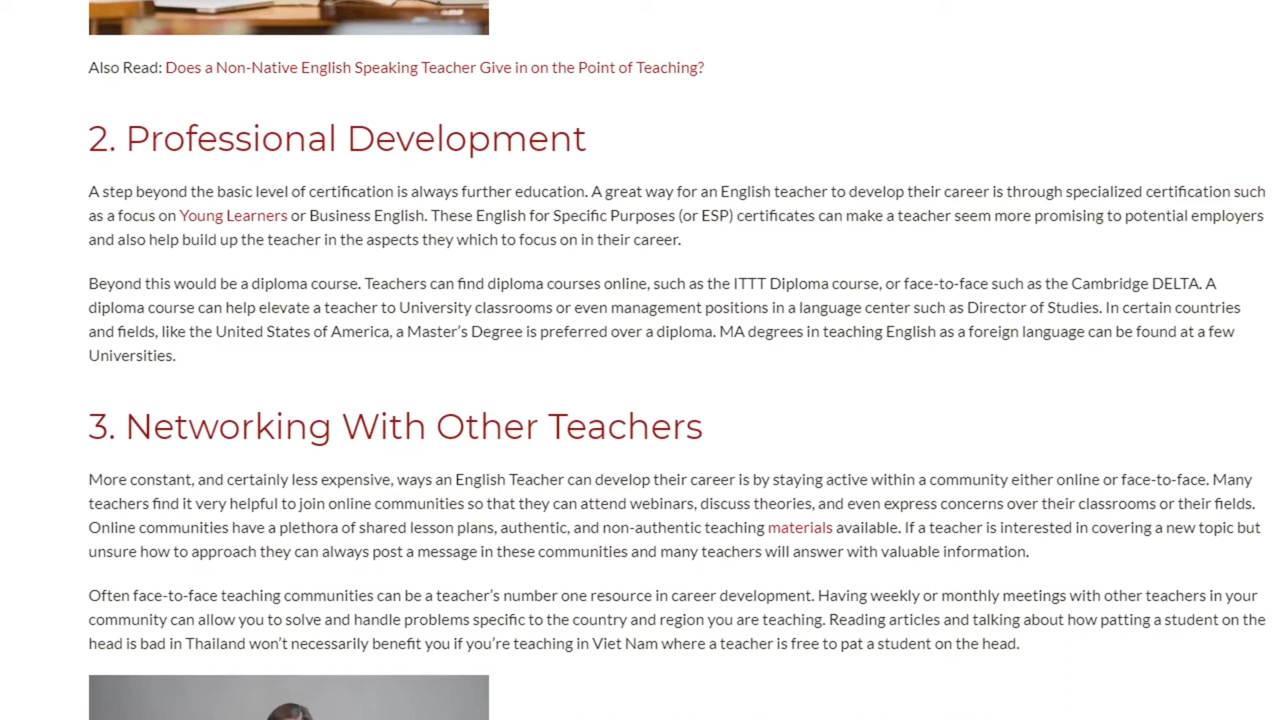 Also Read: Does a Non-Native English Speaking Teacher Give in on the Point of Teaching?
2. Professional Development
A step beyond the basic level of certification is always further education. A great way for an English teacher to develop their career is through specialized certification such
as a focus on Young Learners or Business English. These English for Specific Purposes (or ESP) certificates can make a teacher seem more promising to potential employers
and also help build up the teacher in the aspects they which to focus on in their career.
Beyond this would be a diploma course. Teachers can find diploma courses online, such as the ITTT Diploma course, or face-to-face such as the Cambridge DELTA. A
diploma course can help elevate a teacher to University classrooms or even management positions in a language center such as Director of Studies. In certain countries
and fields, like the United States of America, a Master's Degree is preferred over a diploma. MA degrees in teaching English as a foreign language can be found at a few
Universities.
3. Networking With Other Teachers
More constant, and certainly less expensive, ways an English Teacher can develop their career is by staying active within a community either online or face-to-face. Many
teachers find it very helpful to join online communities so that they can attend webinars, discuss theories, and even express concerns over their classrooms or their fields.
Online communities have a plethora of shared lesson plans, authentic, and non-authentic teaching materials available. If a teacher is interested in covering a new topic but
unsure how to approach they can always post a message in these communities and many teachers will answer with valuable information.
Often face-to-face teaching communities can be a teacher's number one resource in career development. Having weekly or monthly meetings with other teachers in your
community can allow you to solve and handle problems specific to the country and region you are teaching. Reading articles and talking about how patting a student on the
head is bad in Thailand won't necessarily benefit you if you're teaching in Viet Nam where a teacher is free to pat a student on the head.